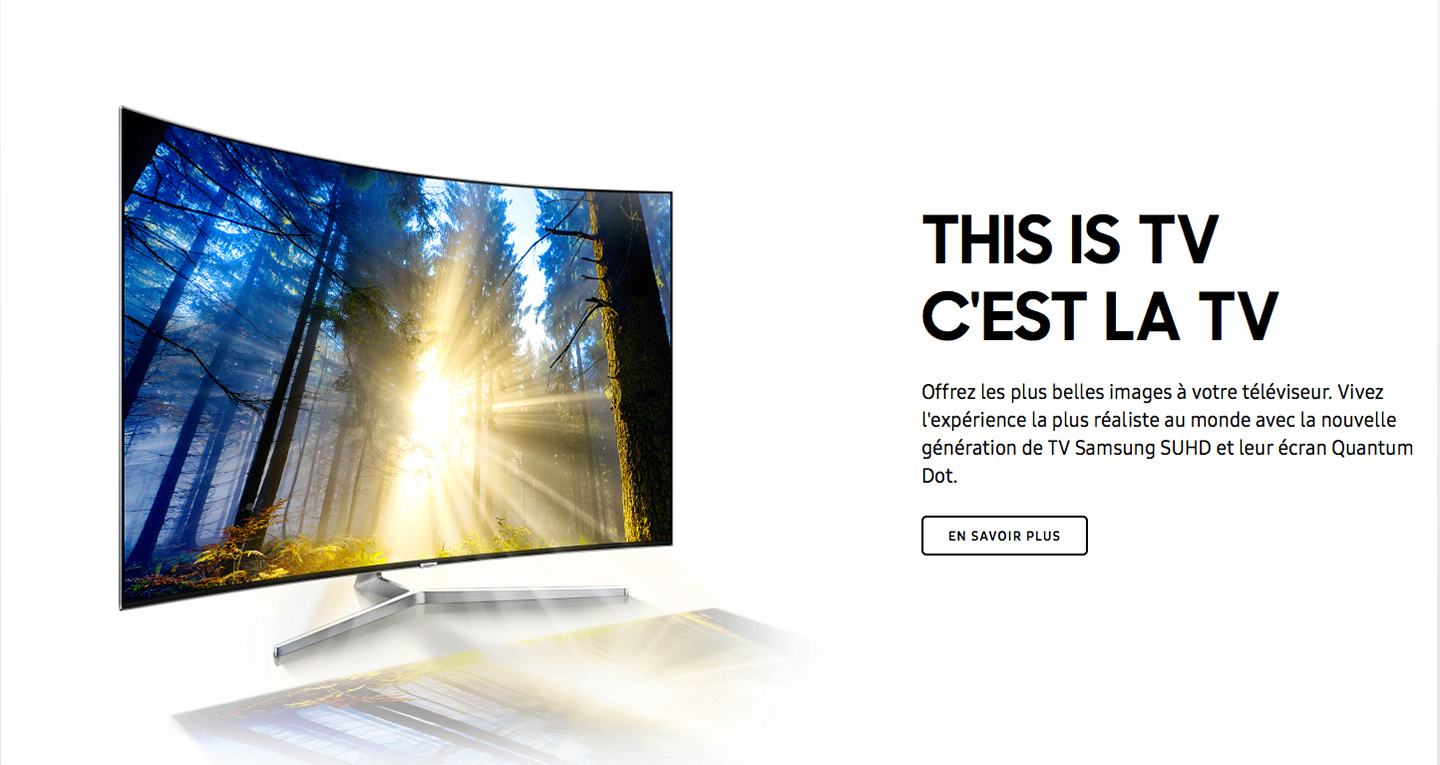 THIS IS TV
C'EST LA TV
Offrez les plus belles images à votre téléviseur. Vivez
l'expérience la plus réaliste au monde avec la nouvelle
génération de TV Samsung SUHD et leur écran Quantum
Dot.
EN SAVOIR PLUS